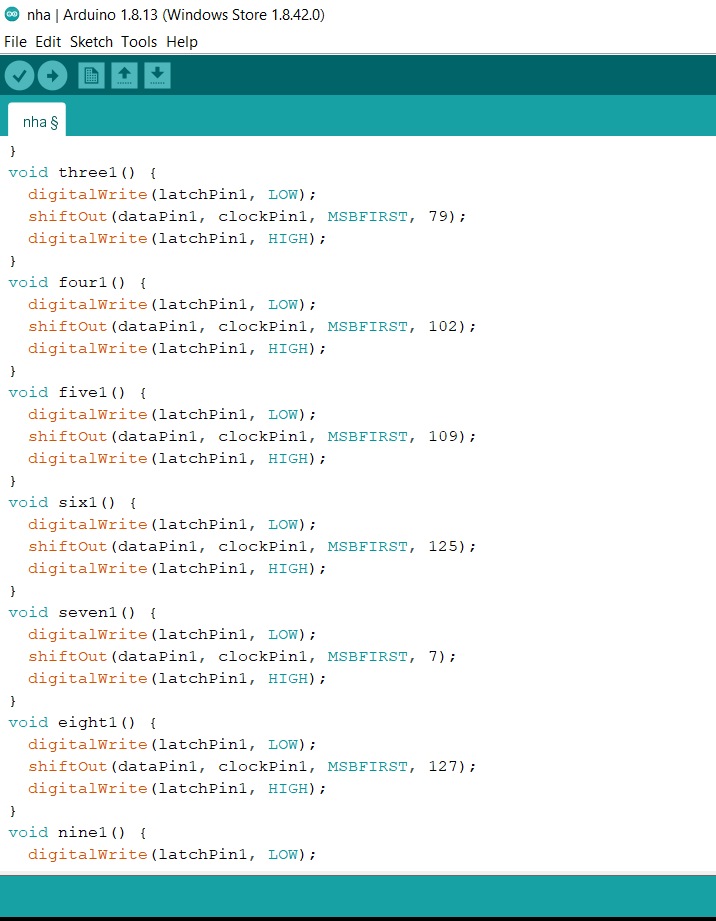 nha | Arduino 1.8.13 (Windows Store 1.8.42.0)
File Edit Sketch Tools Help
nha §
}
void three1() {
  digitalWrite(latchPin1, LOW);
  shiftOut(dataPin1, clockPin1, MSBFIRST, 79);
  digitalWrite(latchPin1, HIGH);
}
void four1() {
  digitalWrite(latchPin1, LOW);
  shiftOut(dataPin1, clockPin1, MSBFIRST, 102);
  digitalWrite(latchPin1, HIGH);
}
void five1() {
  digitalWrite(latchPin1, LOW);
  shiftOut(dataPin1, clockPin1, MSBFIRST, 109);
  digitalWrite(latchPin1, HIGH);
}
void six1() {
  digitalWrite(latchPin1, LOW);
  shiftOut(dataPin1, clockPin1, MSBFIRST, 125);
  digitalWrite(latchPin1, HIGH);
}
void seven1() {
  digitalWrite(latchPin1, LOW);
  shiftOut(dataPin1, clockPin1, MSBFIRST, 7);
  digitalWrite(latchPin1, HIGH);
}
void eight1() {
  digitalWrite(latchPin1, LOW);
  shiftOut(dataPin1, clockPin1, MSBFIRST, 127);
  digitalWrite(latchPin1, HIGH);
}
void nine1() {
  digitalWrite(latchPin1, LOW);